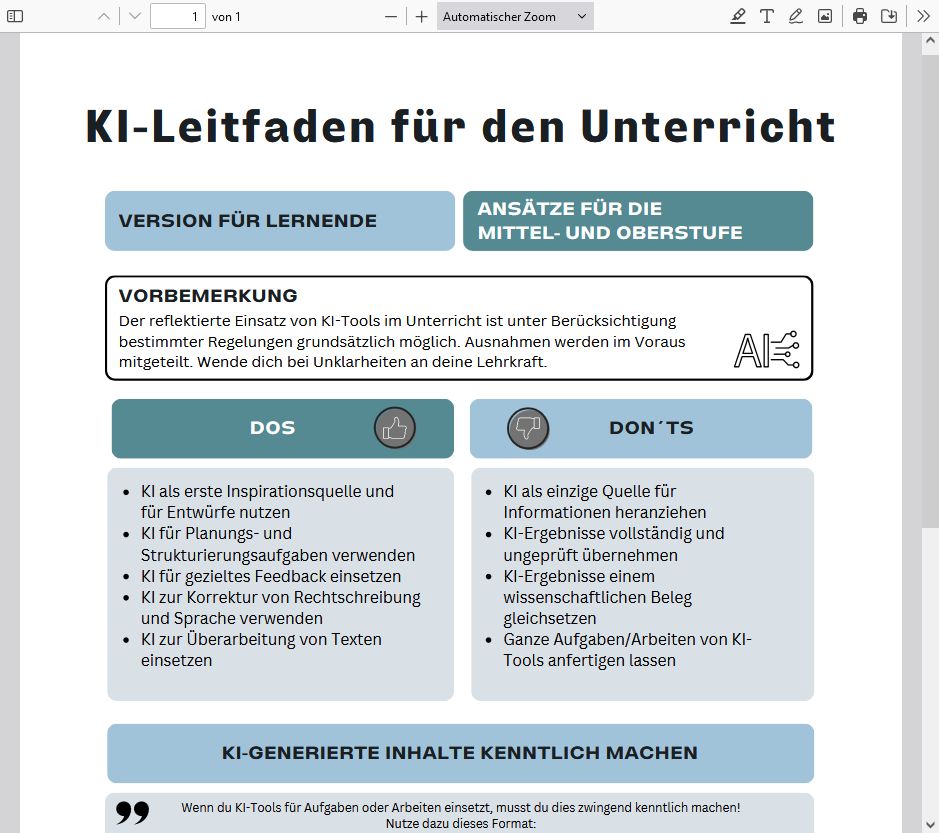 1 von 1 Automatischer Zoom
KI-Leitfaden für den Unterricht
VERSION FÜR LERNENDE
ANSÄTZE FÜR DIE
MITTEL- UND OBERSTUFE
VORBEMERKUNG
Der reflektierte Einsatz von KI-Tools im Unterricht ist unter Berücksichtigung
bestimmter Regelungen grundsätzlich möglich. Ausnahmen werden im Voraus
mitgeteilt. Wende dich bei Unklarheiten an deine Lehrkraft.
AI
DOS
• KI als erste Inspirationsquelle und
für Entwürfe nutzen
• KI für Planungs- und
Strukturierungsaufgaben verwenden
• KI für gezieltes Feedback einsetzen
• KI zur Korrektur von Rechtschreibung
und Sprache verwenden
• KI zur Überarbeitung von Texten
einsetzen
DON´TS
• KI als einzige Quelle für
Informationen heranziehen
• KI-Ergebnisse vollständig und
ungeprüft übernehmen
• KI-Ergebnisse einem
wissenschaftlichen Beleg
gleichsetzen
• Ganze Aufgaben/Arbeiten von KI-
Tools anfertigen lassen
KI-GENERIERTE INHALTE KENNTLICH MACHEN
Wenn du KI-Tools für Aufgaben oder Arbeiten einsetzt, musst du dies zwingend kenntlich machen!
Nutze dazu dieses Format: